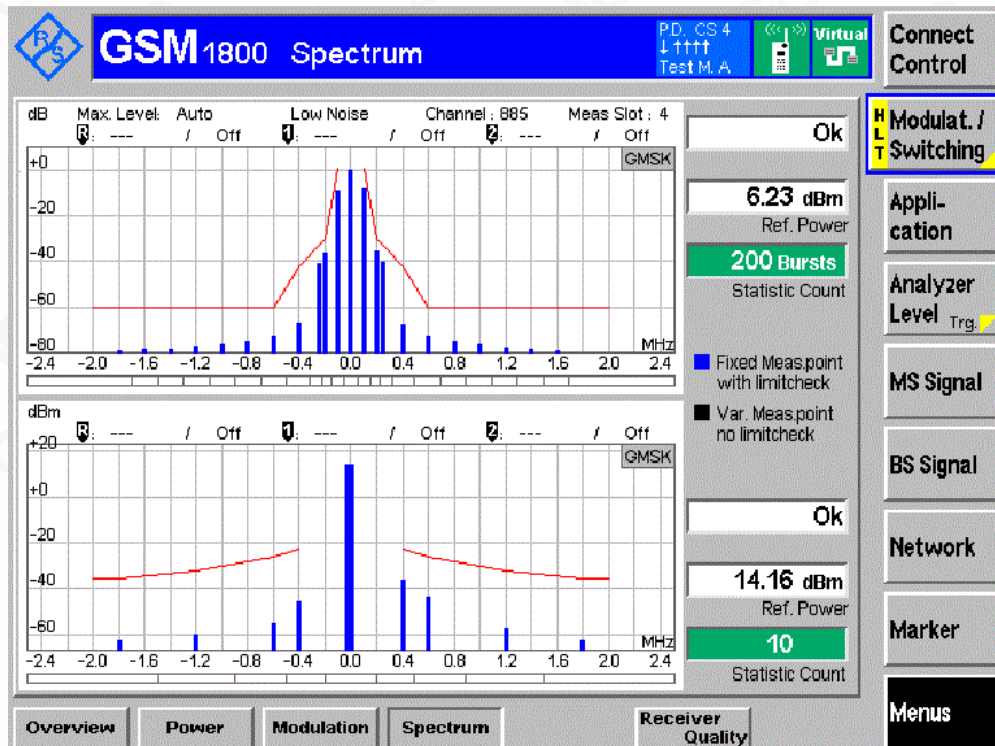 R&S
GSM 1800 Spectrum
P.D. CS 4
↓ ↑↑↑↑
Test M. A.
Virtual
Connect
Control
HLT
Modulat. /
Switching
Appli-
cation
Analyzer
Level Trg.
MS Signal
BS Signal
Network
Marker
Menus
dB Max. Level: Auto Low Noise Channel : 885 Meas Slot : 4
R: --- / Off 1: --- / Off 2: --- / Off
GMSK
+0
-20
-40
-60
-80
MHz
-2.4 -2.0 -1.6 -1.2 -0.8 -0.4 0.0 0.4 0.8 1.2 1.6 2.0 2.4
Ok
6.23 dBm
Ref. Power
200 Bursts
Statistic Count
Fixed Meas.point
with limitcheck
Var. Meas.point
no limitcheck
dBm
R: --- / Off 1: --- / Off 2: --- / Off
GMSK
+20
+0
-20
-40
-60
MHz
-2.4 -2.0 -1.6 -1.2 -0.8 -0.4 0.0 0.4 0.8 1.2 1.6 2.0 2.4
Ok
14.16 dBm
Ref. Power
10
Statistic Count
Overview
Power
Modulation
Spectrum
Receiver
Quality